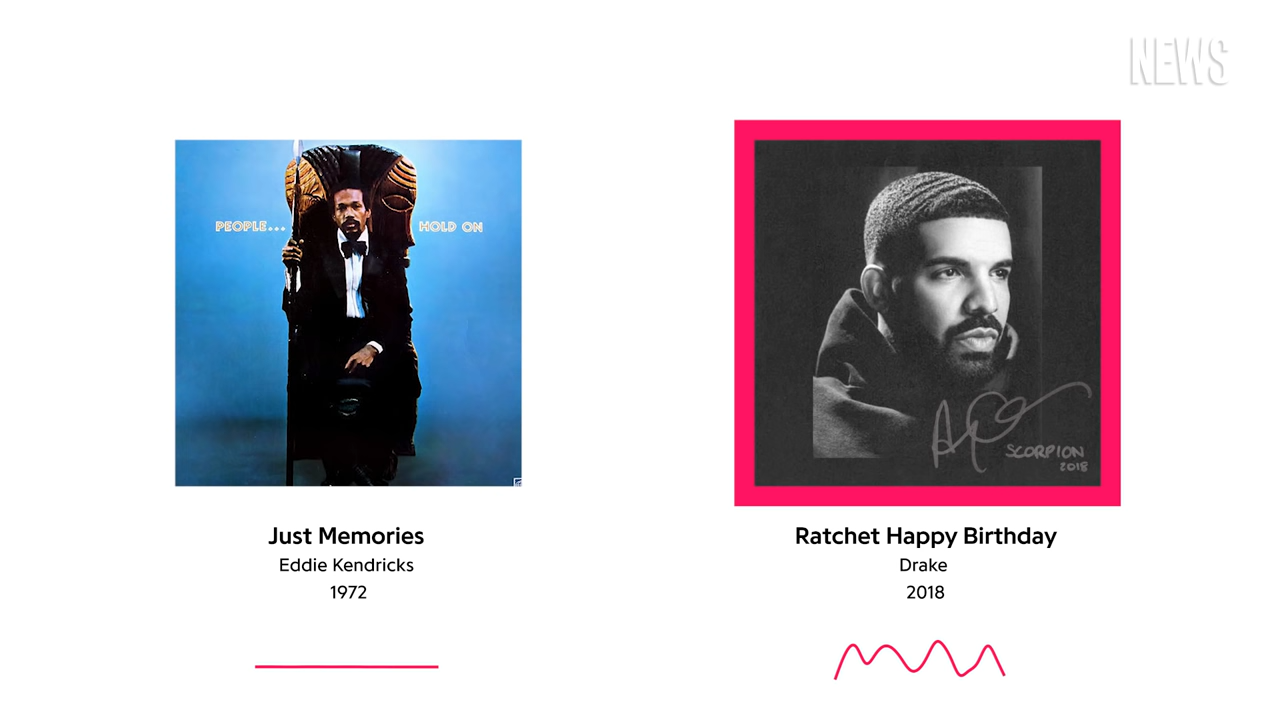 NEWS
PEOPLE... HOLD ON
SCORPION
2018
Just Memories
Eddie Kendricks
1972
Ratchet Happy Birthday
Drake
2018